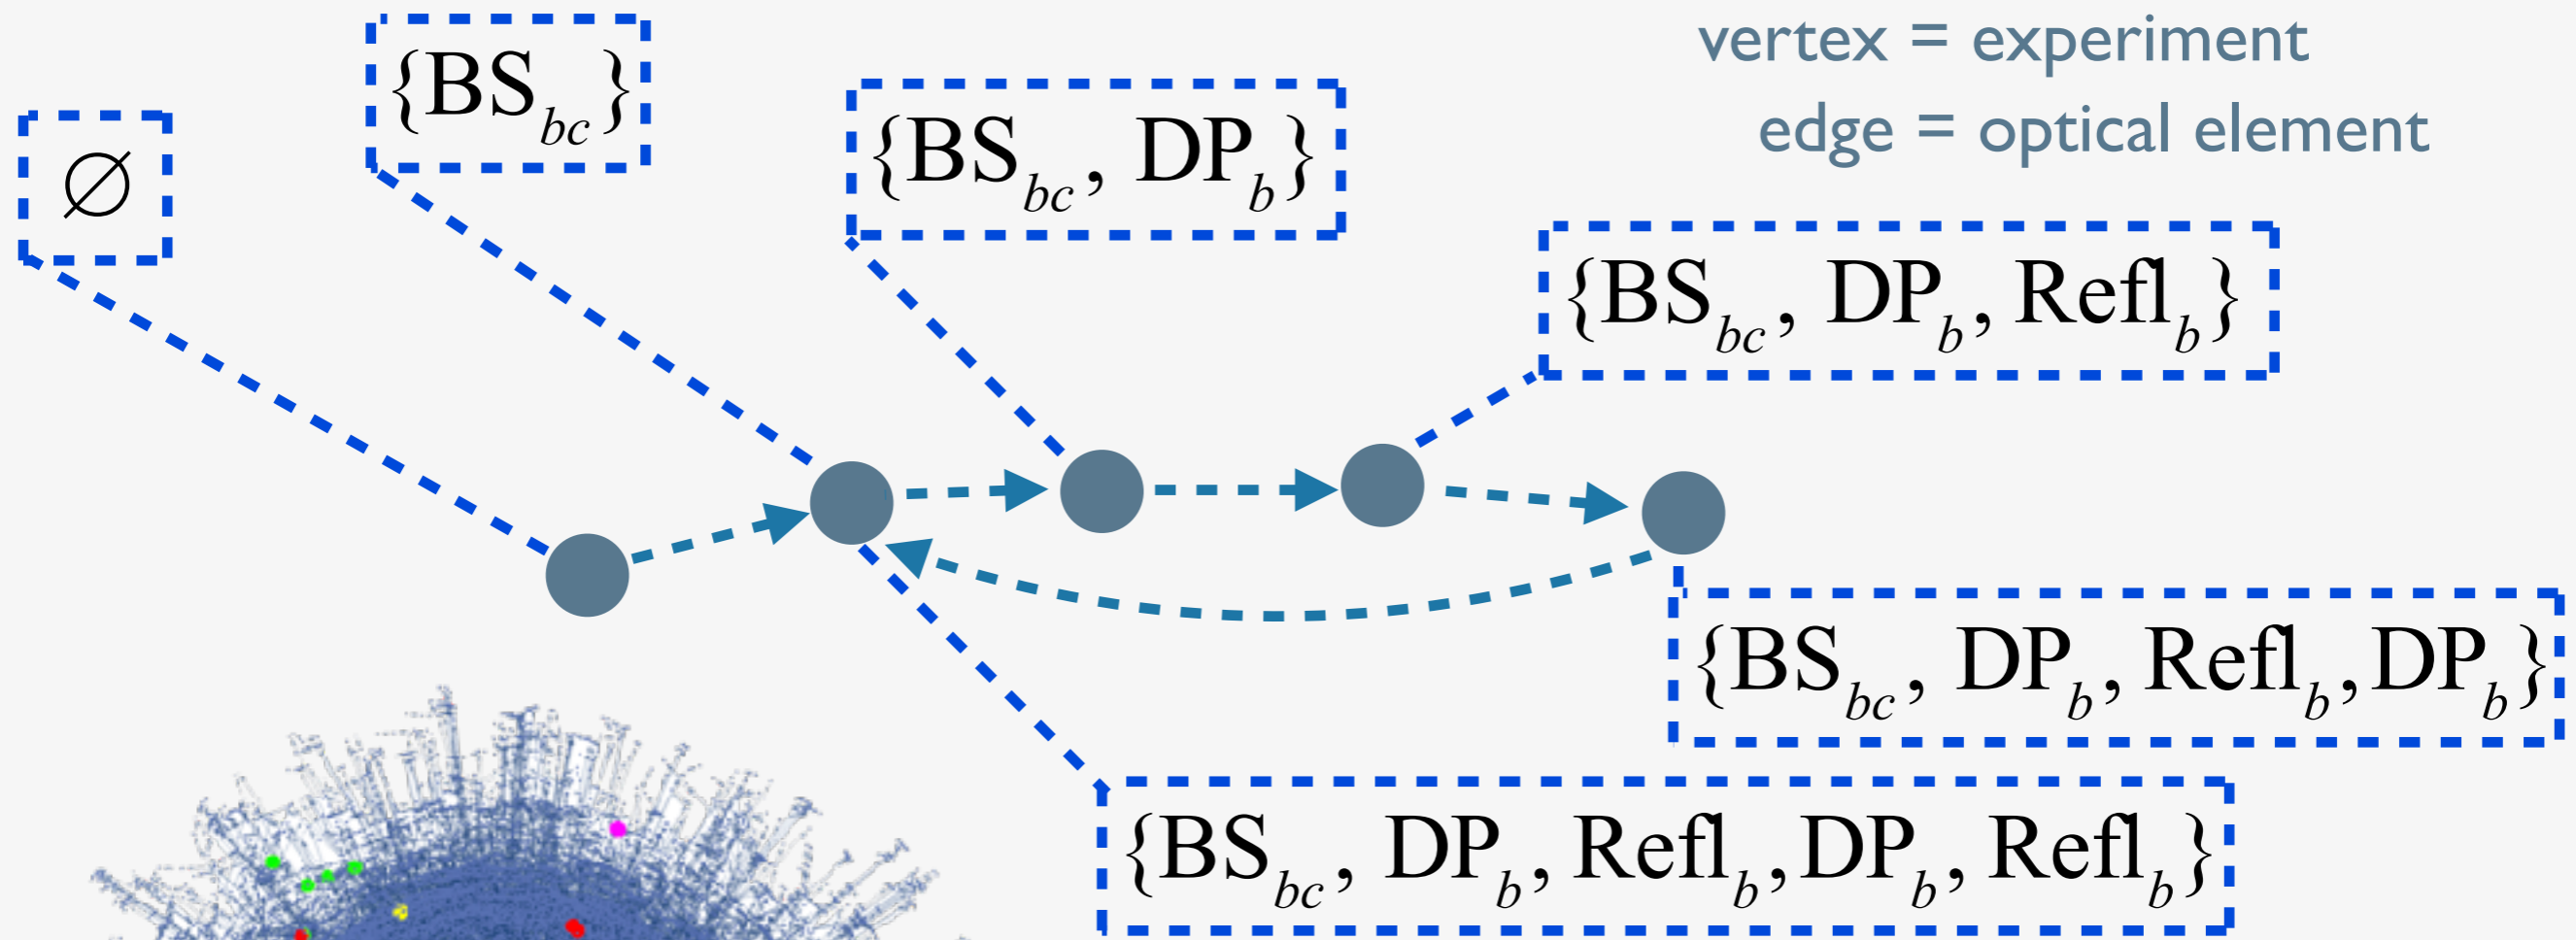 vertex = experiment
edge = optical element
∅
{BS_bc}
{BS_bc, DP_b}
{BS_bc, DP_b, Refl_b}
{BS_bc, DP_b, Refl_b, DP_b}
{BS_bc, DP_b, Refl_b, DP_b, Refl_b}